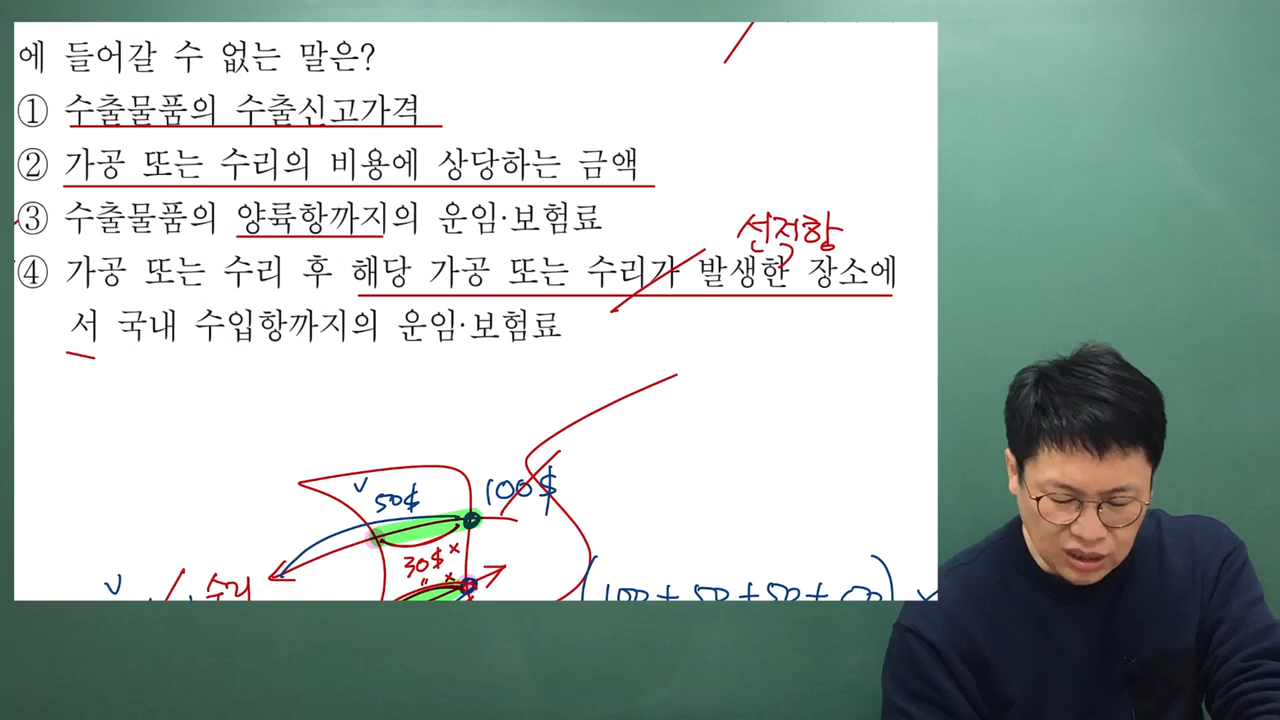 에 들어갈 수 없는 말은?
① 수출물품의 수출신고가격
② 가공 또는 수리의 비용에 상당하는 금액
③ 수출물품의 양륙항까지의 운임·보험료
선적항
④ 가공 또는 수리 후 해당 가공 또는 수리가 발생한 장소에
서 국내 수입항까지의 운임·보험료
50$ 100$
30$ x
수리